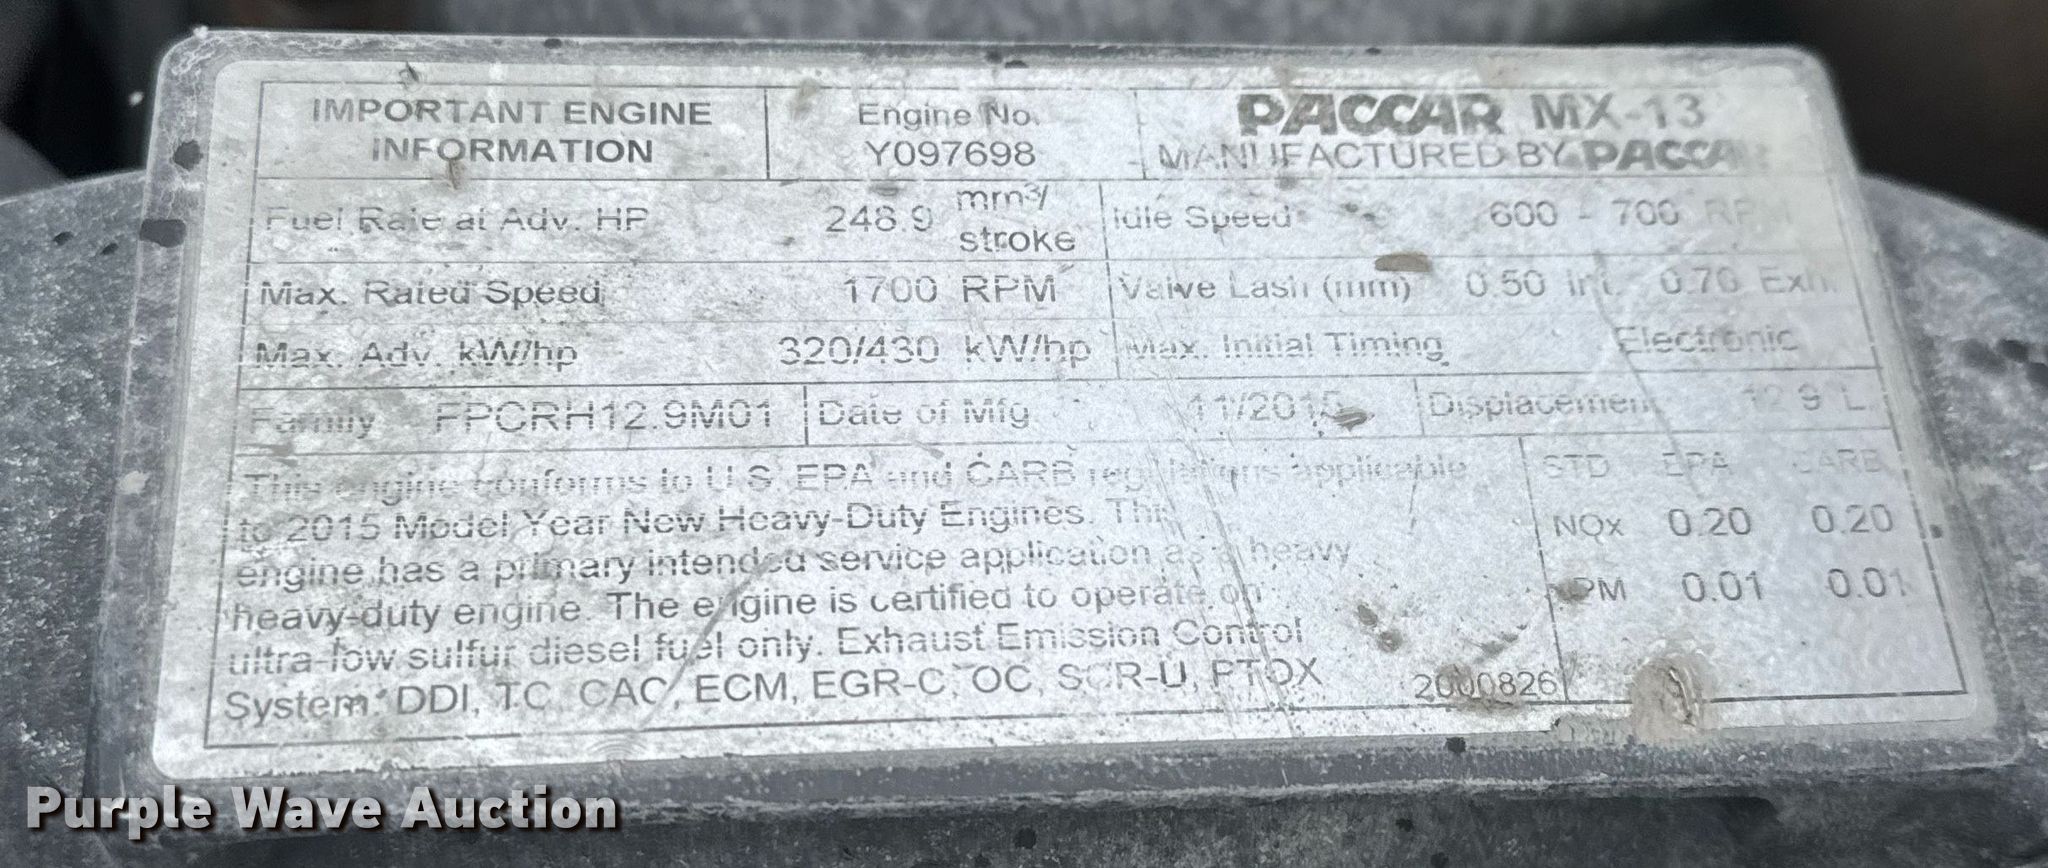 IMPORTANT ENGINE
INFORMATION
Engine No.
Y097698
PACCAR MX-13
MANUFACTURED BY PACCAR
Fuel Rate at Adv. HP 248.9 mm3/
stroke
Idle Speed 600 - 700 RPM
Max. Rated Speed 1700 RPM
Valve Lash (mm) 0.50 Int. 0.70 Exh.
Max. Adv. kW/hp 320/430 kW/hp
Max. Initial Timing Electronic
Family FPCRH12.9M01
Date of Mfg 11/2015
Displacement 12.9 L
This engine conforms to U.S. EPA and CARB regulations applicable
to 2015 Model Year New Heavy-Duty Engines. This
engine has a primary intended service application as a heavy
heavy-duty engine. The engine is certified to operate on
ultra-low sulfur diesel fuel only. Exhaust Emission Control
System: DDI, TC, CAC, ECM, EGR-C, OC, SCR-U, PTOX
2000826
STD EPA CARB
NOx 0.20 0.20
PM 0.01 0.01
Purple Wave Auction